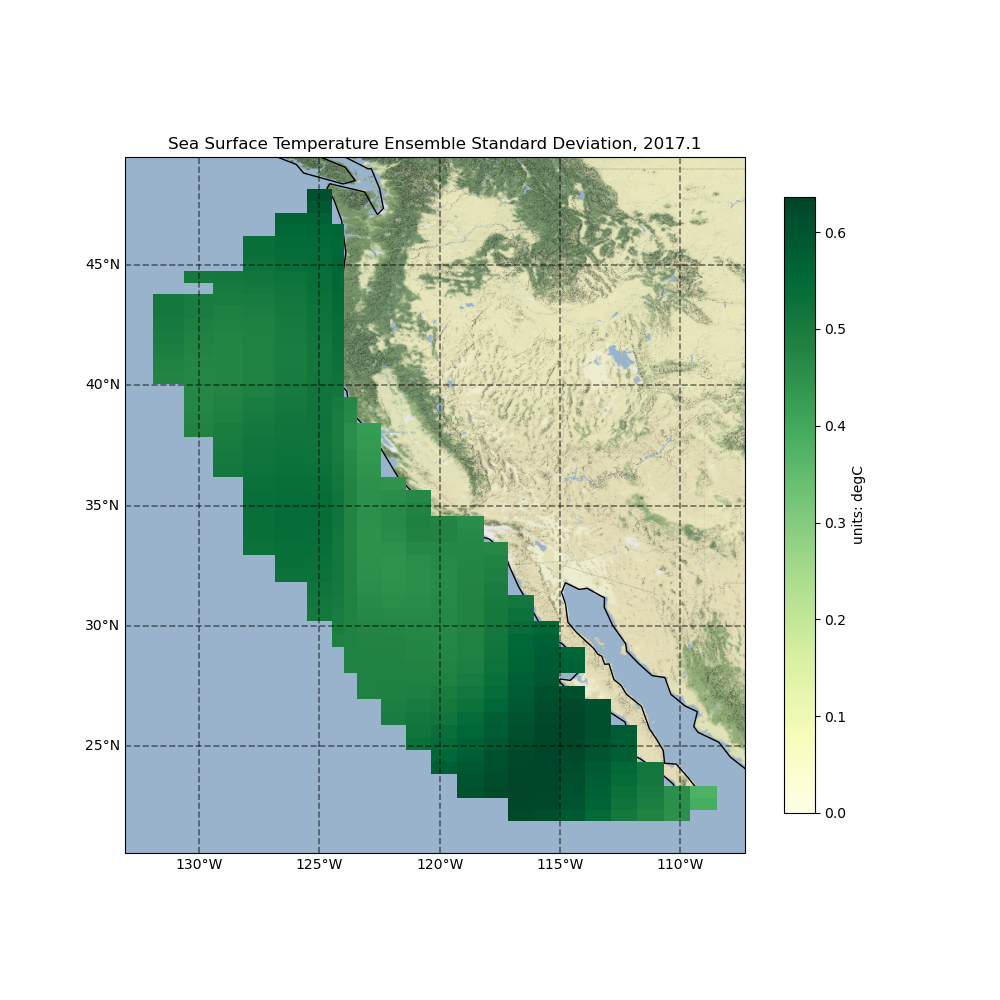 Sea Surface Temperature Ensemble Standard Deviation, 2017.1
45°N
40°N
35°N
30°N
25°N
130°W
125°W
120°W
115°W
110°W
0.6
0.5
0.4
0.3
0.2
0.1
0.0
units: degC